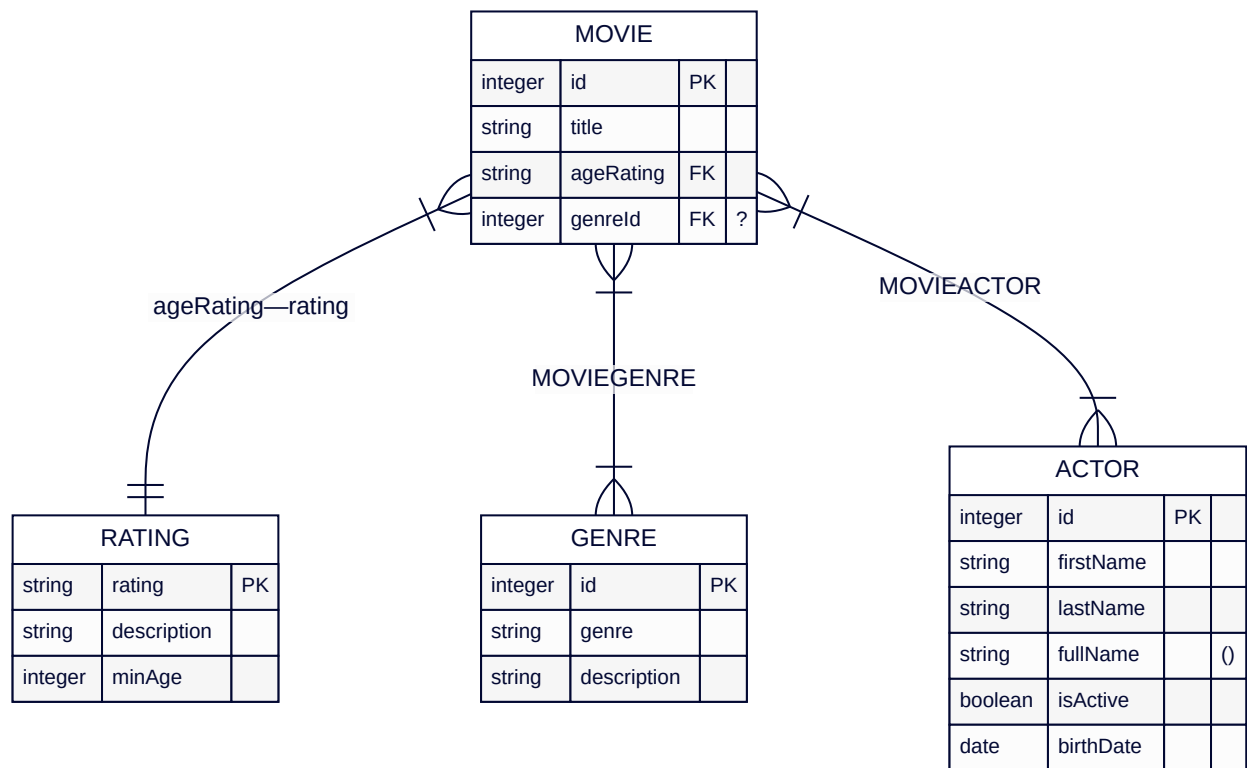 MOVIE
integer id PK
string title
string ageRating FK
integer genreId FK ?
ageRating—rating
MOVIEGENRE
MOVIEACTOR
RATING
string rating PK
string description
integer minAge
GENRE
integer id PK
string genre
string description
ACTOR
integer id PK
string firstName
string lastName
string fullName ()
boolean isActive
date birthDate